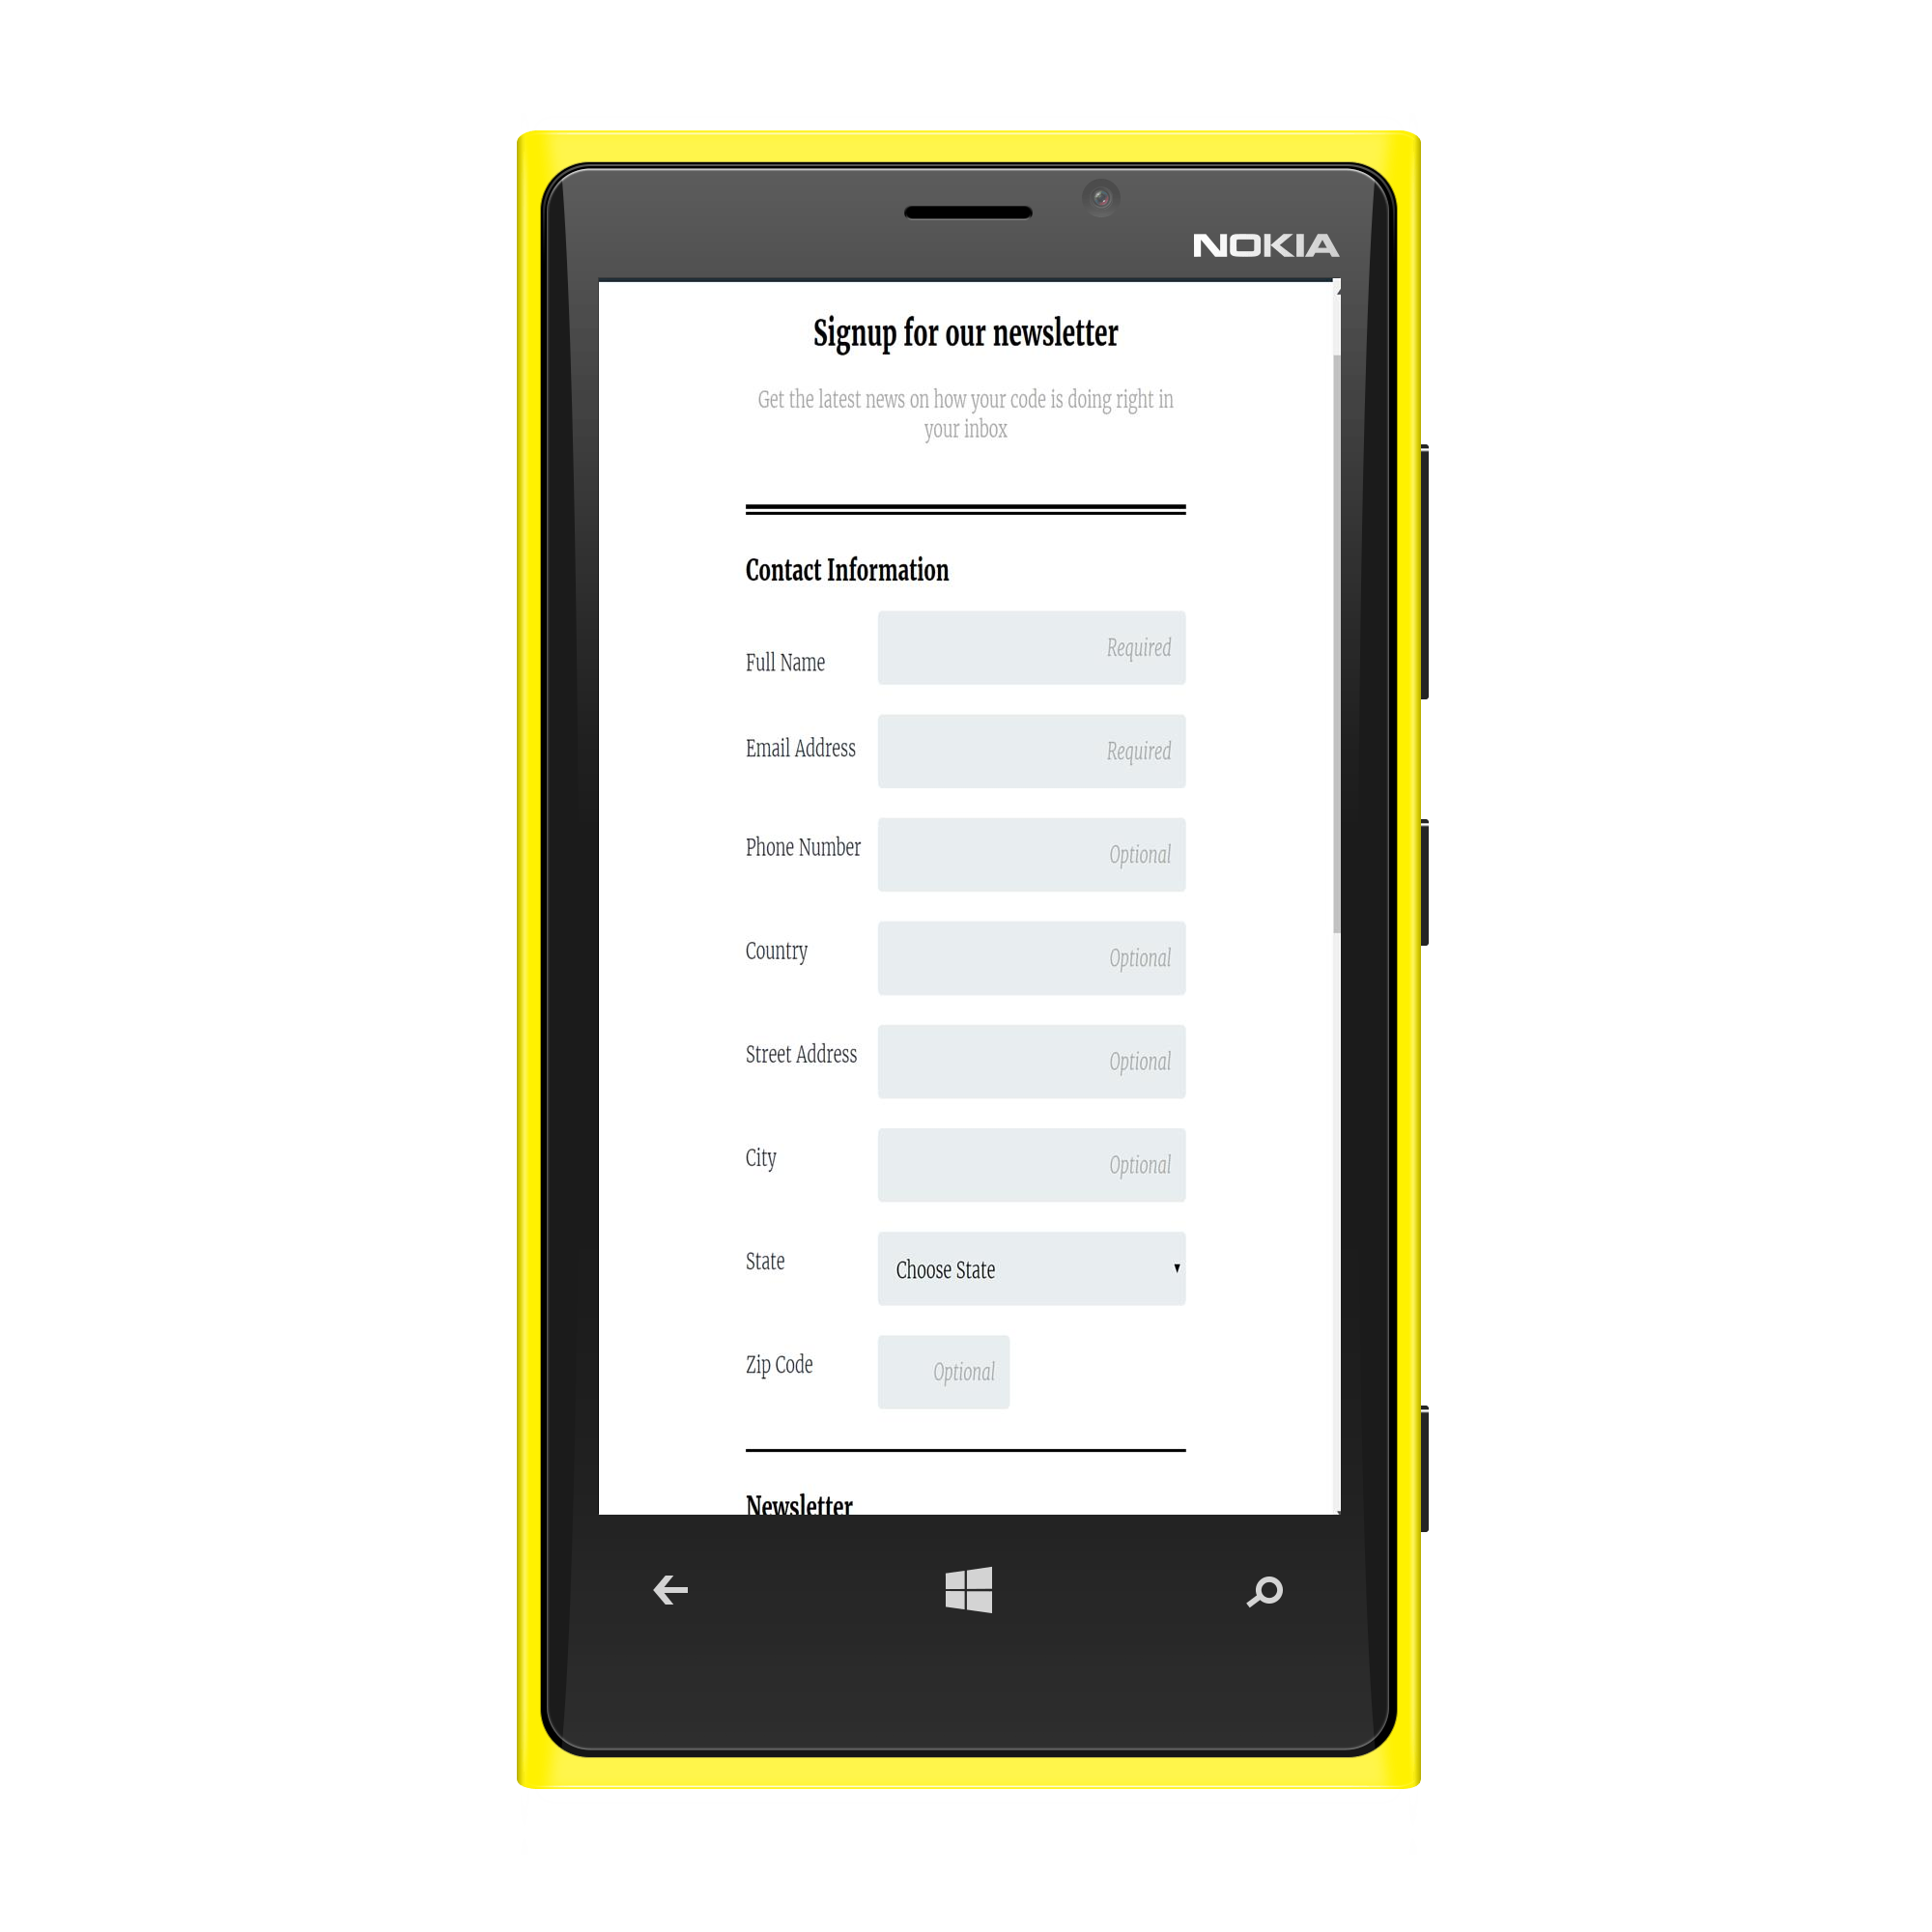 NOKIA
Signup for our newsletter
Get the latest news on how your code is doing right in
your inbox
Contact Information
Full Name Required
Email Address Required
Phone Number Optional
Country Optional
Street Address Optional
City Optional
State Choose State
Zip Code Optional
Newsletter